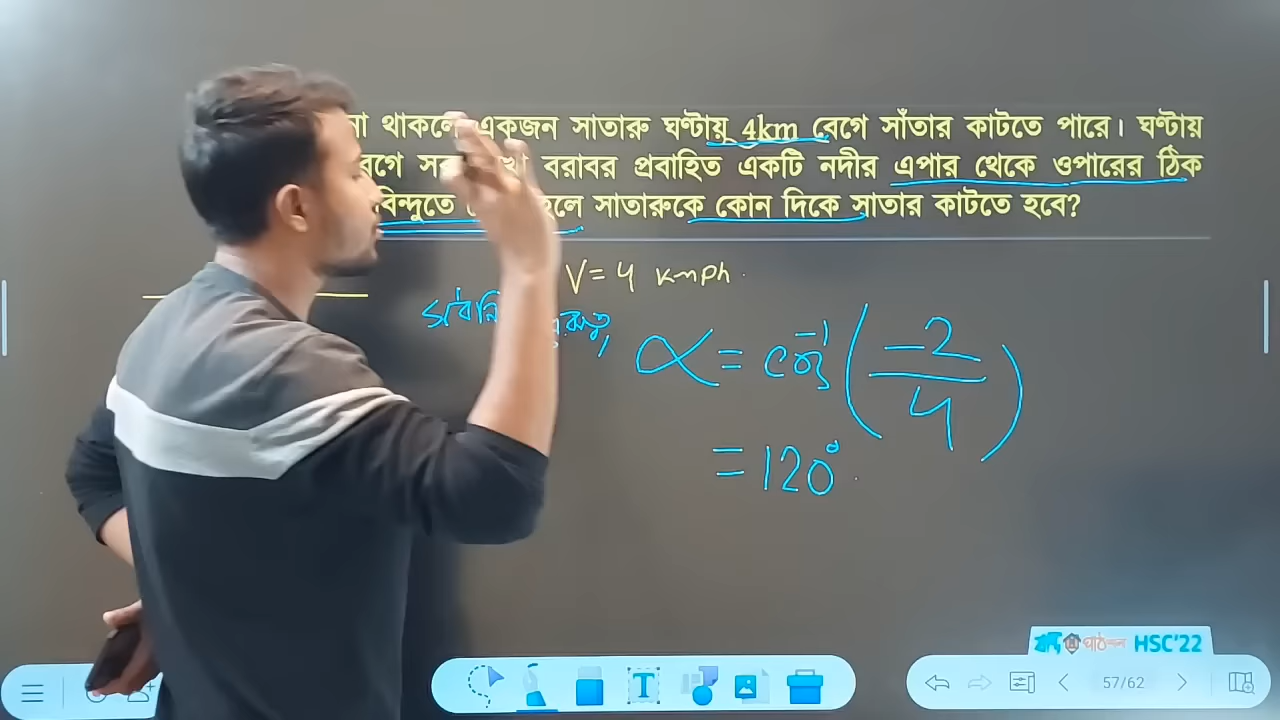 না থাকলে একজন সাতারু ঘণ্টায় 4km বেগে সাঁতার কাটতে পারে। ঘণ্টায়
বেগে বরাবর প্রবাহিত একটি নদীর এপার থেকে ওপারের ঠিক
বিন্দুতে হলে সাতারুকে কোন দিকে সাতার কাটতে হবে?
V = 4 kmph
α = cos⁻¹(-2/4)
= 120°
পাঠশালা HSC'22
57/62